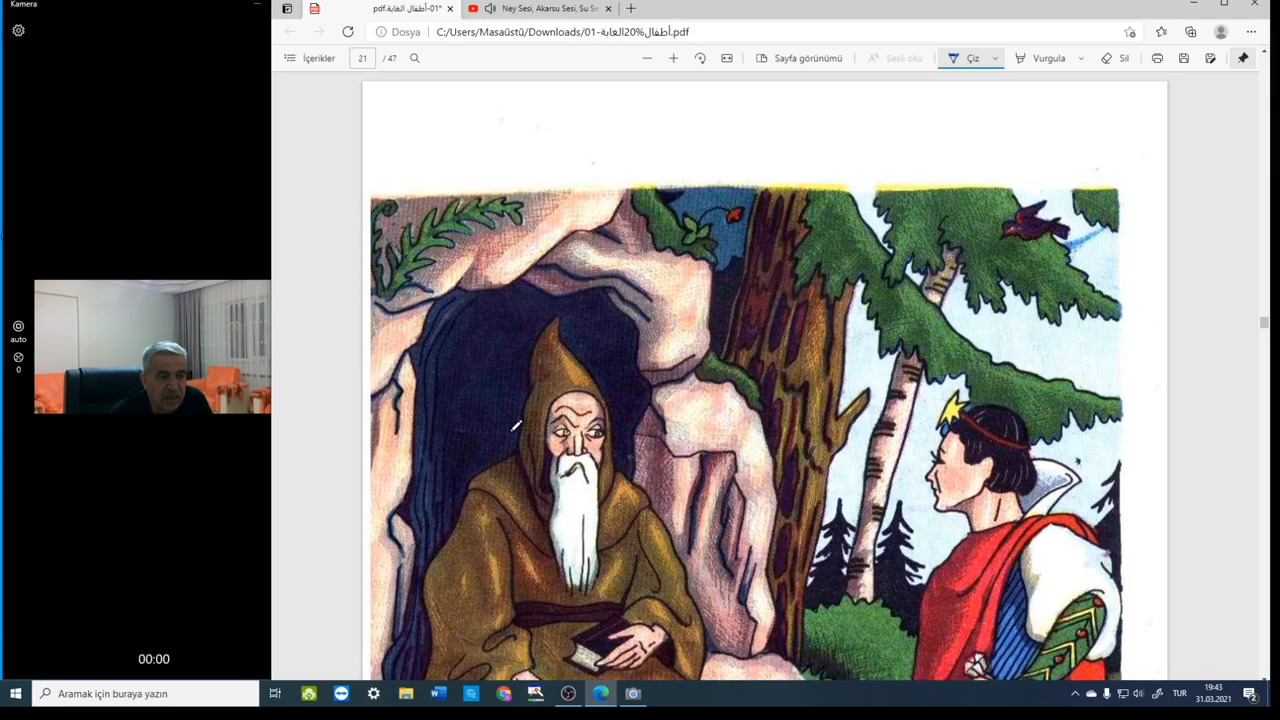 Kamera
01-أطفال الغابة.pdf*
Ney Sesi, Akarsu Sesi, Su Se
Dosya
C:/Users/Masaüstü/Downloads/01-أطفال%20الغابة.pdf
İçerikler
21
/ 47
Sayfa görünümü
Sesli oku
Çiz
Vurgula
Sil
auto
0
00:00
Aramak için buraya yazın
TUR
19:43
31.03.2021
2